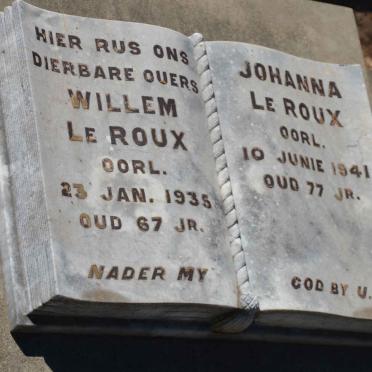 HIER RUS ONS
DIERBARE OUERS
WILLEM
LE ROUX
OORL.
23 JAN. 1935
OUD 67 JR.
NADER MY
JOHANNA
LE ROUX
OORL.
10 JUNIE 1941
OUD 77 JR.
GOD BY U.